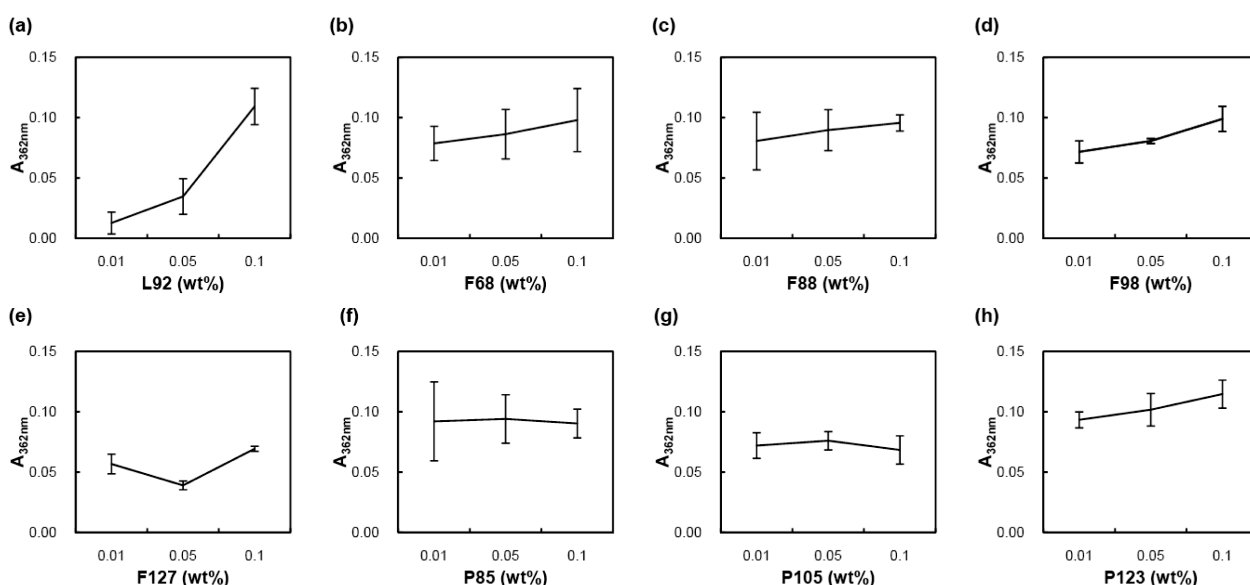 (a)
(b)
(c)
(d)
0.15
0.10
0.05
0.00
A362nm
0.01 0.05 0.1
L92 (wt%)
0.15
0.10
0.05
0.00
A362nm
0.01 0.05 0.1
F68 (wt%)
0.15
0.10
0.05
0.00
A362nm
0.01 0.05 0.1
F88 (wt%)
0.15
0.10
0.05
0.00
A362nm
0.01 0.05 0.1
F98 (wt%)
(e)
(f)
(g)
(h)
0.15
0.10
0.05
0.00
A362nm
0.01 0.05 0.1
F127 (wt%)
0.15
0.10
0.05
0.00
A362nm
0.01 0.05 0.1
P85 (wt%)
0.15
0.10
0.05
0.00
A362nm
0.01 0.05 0.1
P105 (wt%)
0.15
0.10
0.05
0.00
A362nm
0.01 0.05 0.1
P123 (wt%)